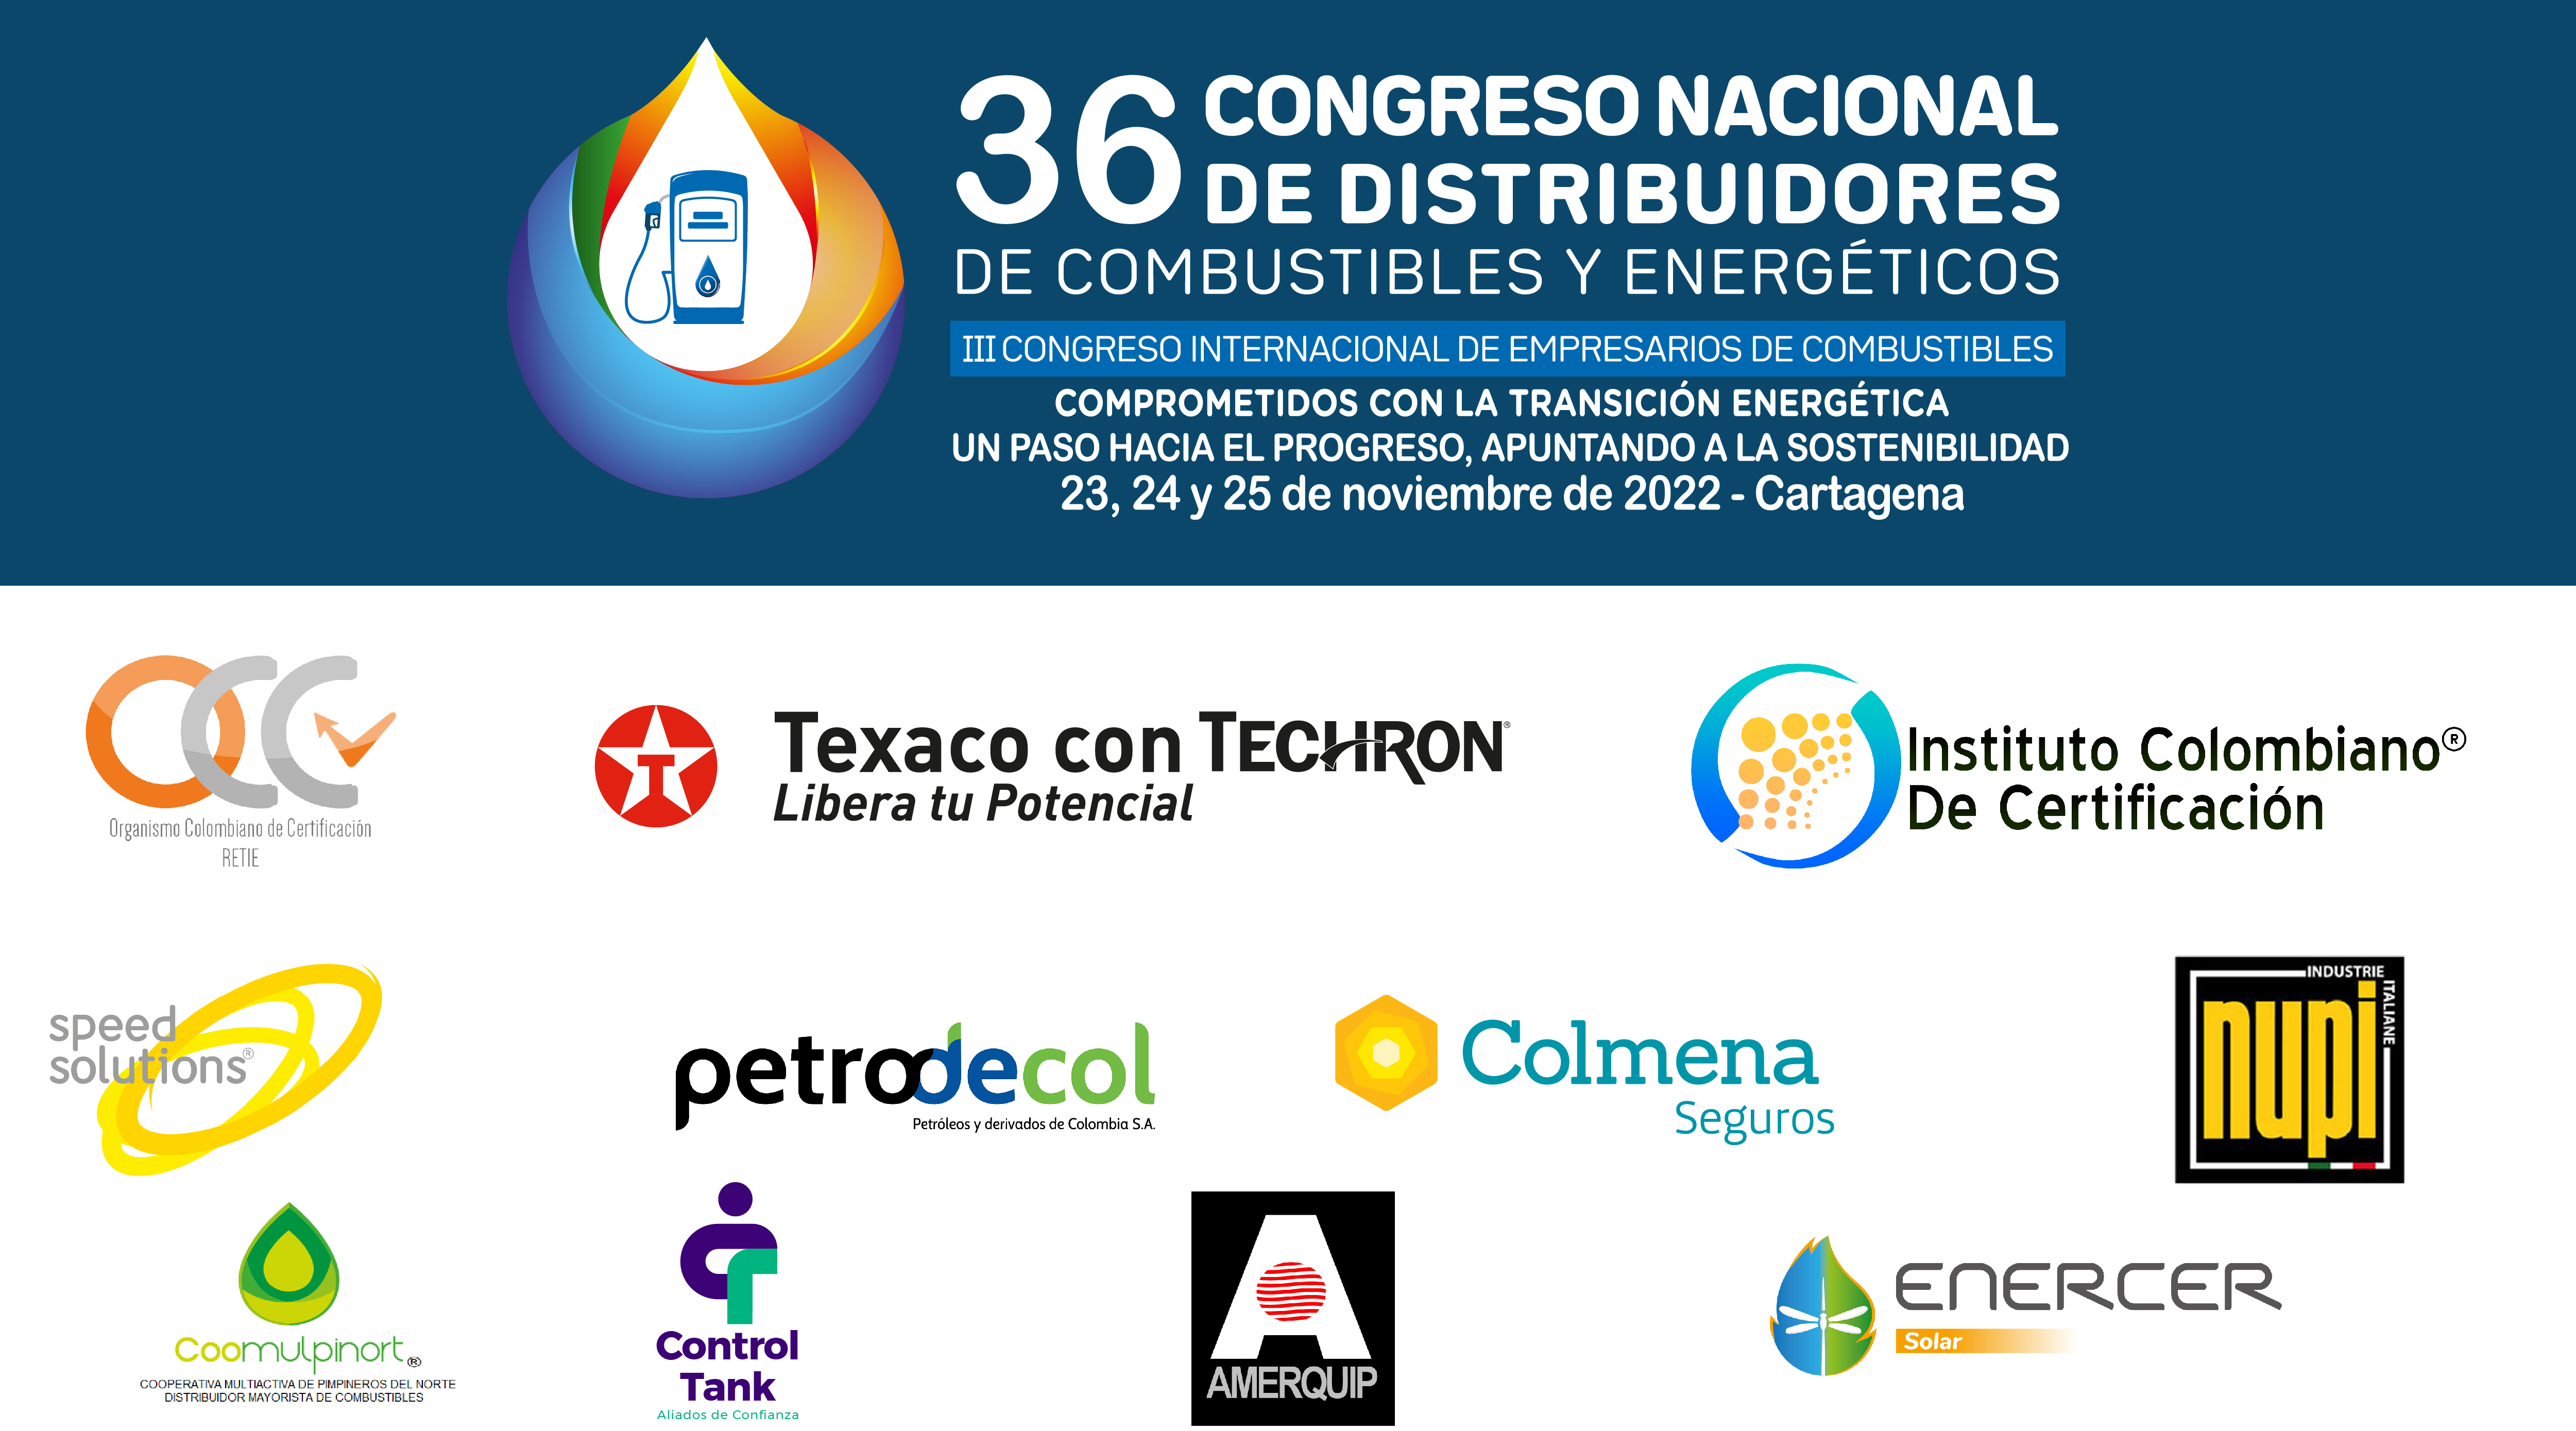 36 CONGRESO NACIONAL
DE DISTRIBUIDORES
DE COMBUSTIBLES Y ENERGÉTICOS
III CONGRESO INTERNACIONAL DE EMPRESARIOS DE COMBUSTIBLES
COMPROMETIDOS CON LA TRANSICIÓN ENERGÉTICA
UN PASO HACIA EL PROGRESO, APUNTANDO A LA SOSTENIBILIDAD
23, 24 y 25 de noviembre de 2022 - Cartagena
OCC
Organismo Colombiano de Certificación
RETIE
T
Texaco con TECHRON®
Libera tu Potencial
Instituto Colombiano®
De Certificación
speed
solutions®
petrodecol
Petróleos y derivados de Colombia S.A.
Colmena
Seguros
INDUSTRIE
ITALIANE
nupi
Coomulpinort®
COOPERATIVA MULTIACTIVA DE PIMPINEROS DEL NORTE
DISTRIBUIDOR MAYORISTA DE COMBUSTIBLES
Control
Tank
Aliados de Confianza
A
AMERQUIP
ENERCER
Solar